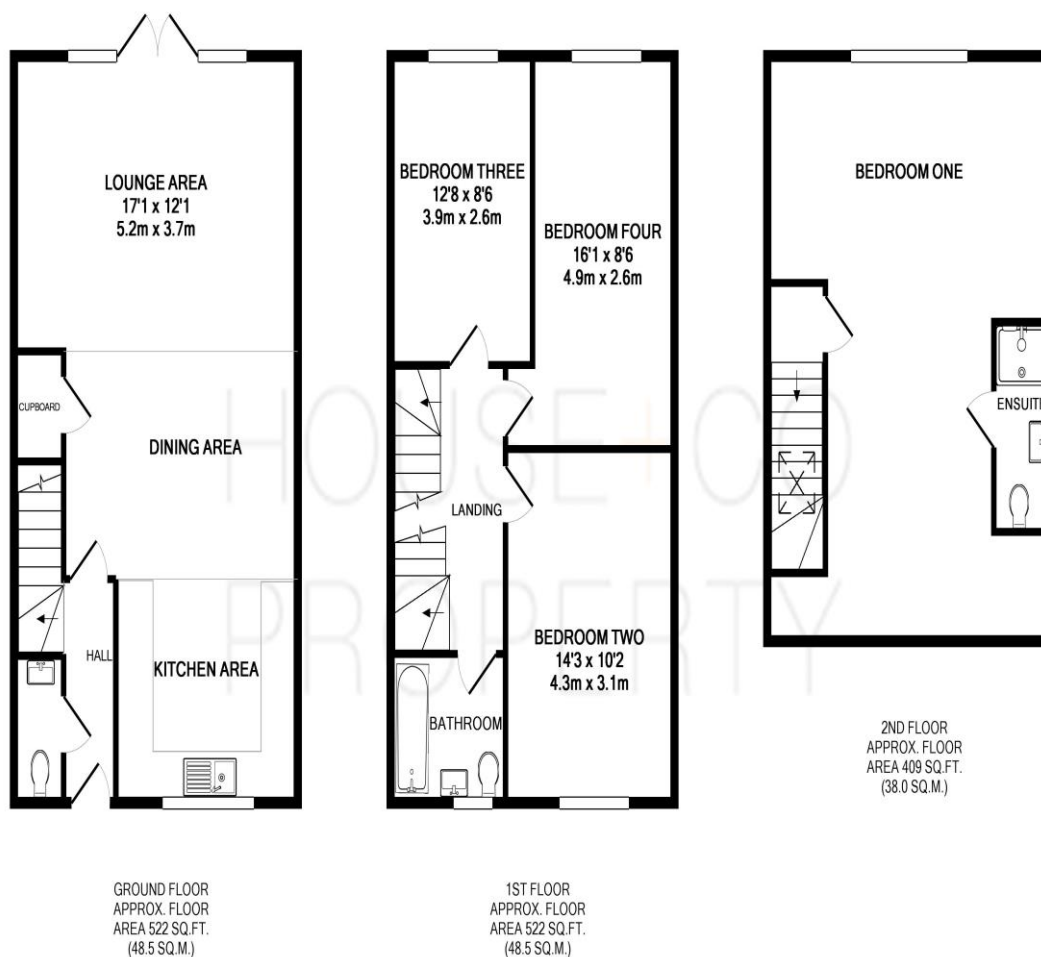 LOUNGE AREA
17'1 x 12'1
5.2m x 3.7m
CUPBOARD
DINING AREA
HALL
KITCHEN AREA
GROUND FLOOR
APPROX. FLOOR
AREA 522 SQ.FT.
(48.5 SQ.M.)
BEDROOM THREE
12'8 x 8'6
3.9m x 2.6m
BEDROOM FOUR
16'1 x 8'6
4.9m x 2.6m
LANDING
BEDROOM TWO
14'3 x 10'2
4.3m x 3.1m
BATHROOM
1ST FLOOR
APPROX. FLOOR
AREA 522 SQ.FT.
(48.5 SQ.M.)
BEDROOM ONE
ENSUITE
2ND FLOOR
APPROX. FLOOR
AREA 409 SQ.FT.
(38.0 SQ.M.)
HOUSE+CO
PROPERTY